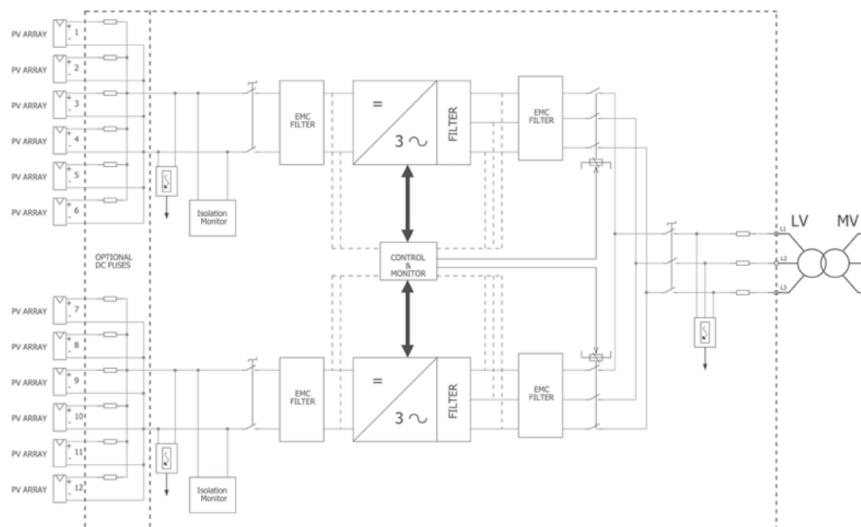 PV ARRAY + - 1
PV ARRAY + - 2
PV ARRAY + - 3
PV ARRAY + - 4
PV ARRAY + - 5
PV ARRAY + - 6
OPTIONAL
DC FUSES
PV ARRAY + - 7
PV ARRAY + - 8
PV ARRAY + - 9
PV ARRAY + - 10
PV ARRAY + - 11
PV ARRAY + - 12
Isolation
Monitor
EMC
FILTER
=
3 ~
FILTER
EMC
FILTER
CONTROL
&
MONITOR
Isolation
Monitor
EMC
FILTER
=
3 ~
FILTER
EMC
FILTER
L1
L2
L3
LV
MV